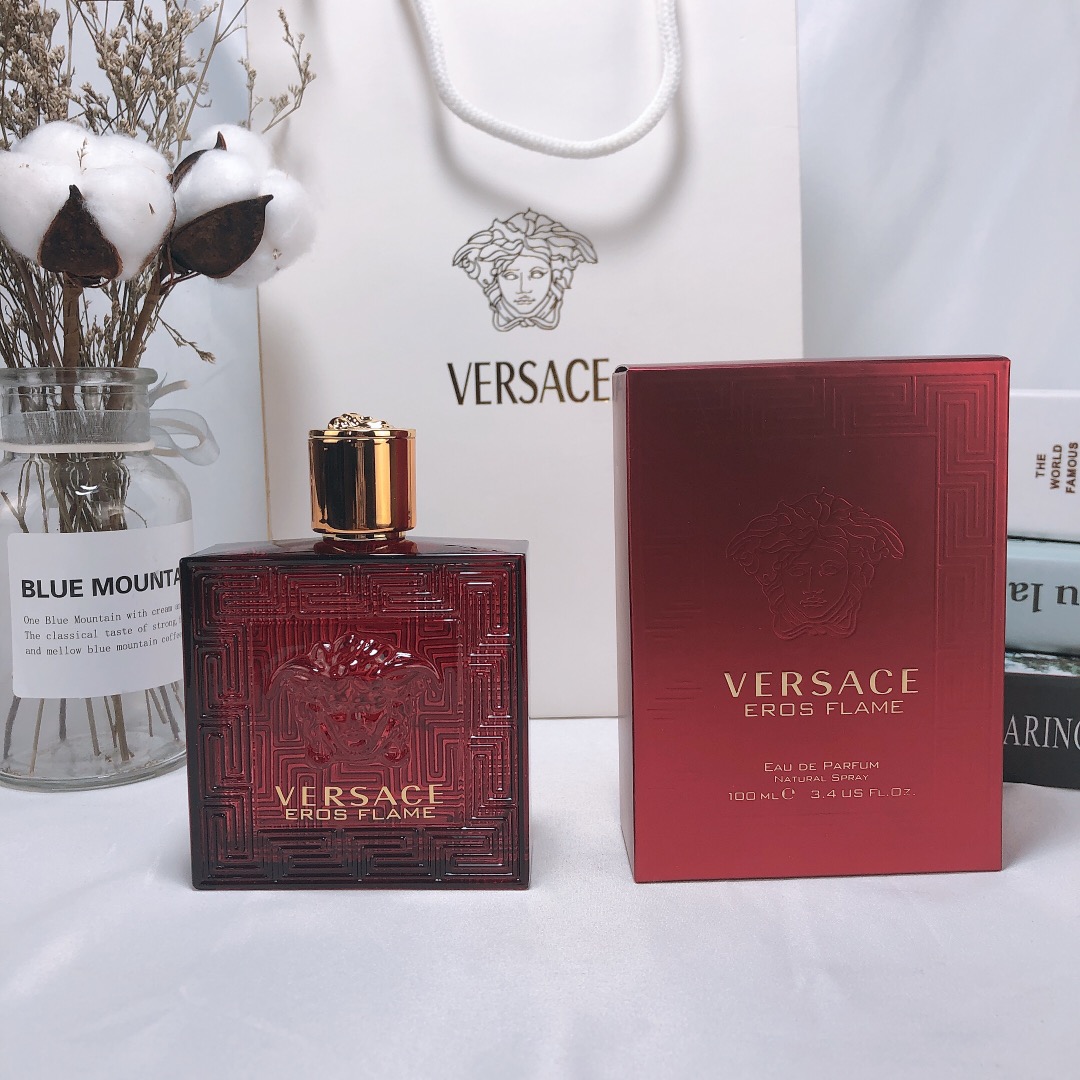 VERSACE
BLUE MOUNTA
One Blue Mountain with cream
The classical taste of strong,
and mellow blue mountain coffe
VERSACE
EROS FLAME
VERSACE
EROS FLAME
EAU DE PARFUM
NATURAL SPRAY
100 ML℮ 3.4 US FL.OZ.
THE
WORLD
FAMOUS
u la
ARING